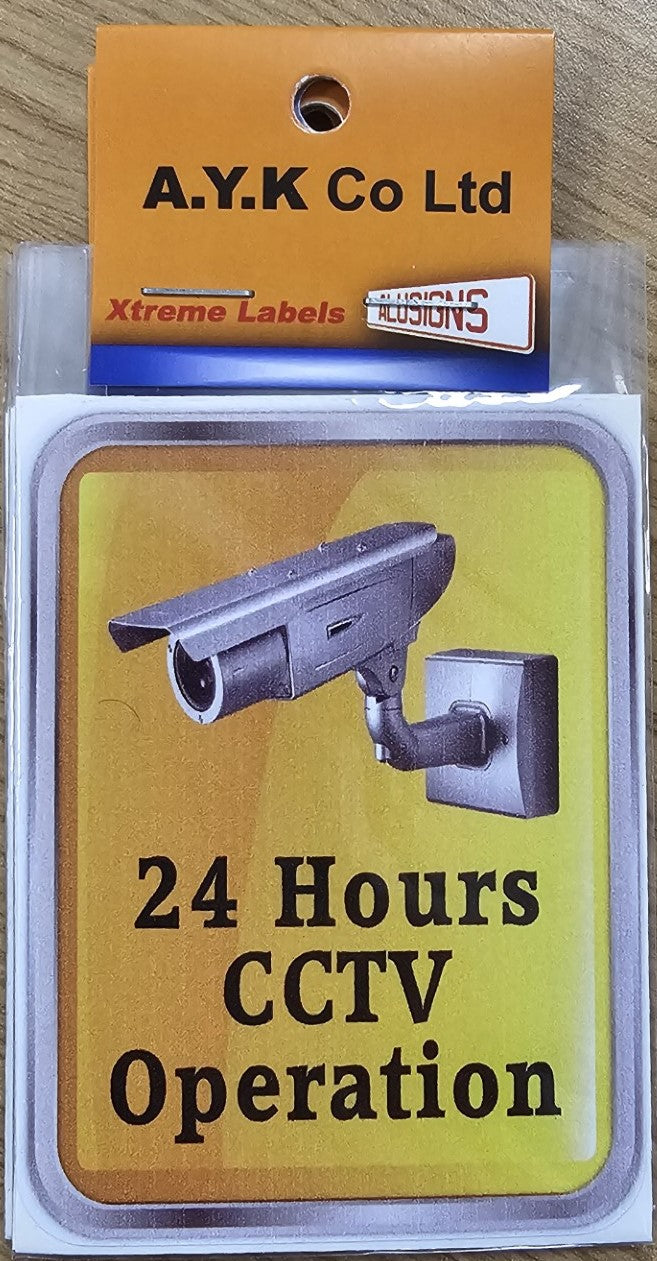 A.Y.K Co Ltd
Xtreme Labels
ALUSIGNS
24 Hours
CCTV
Operation